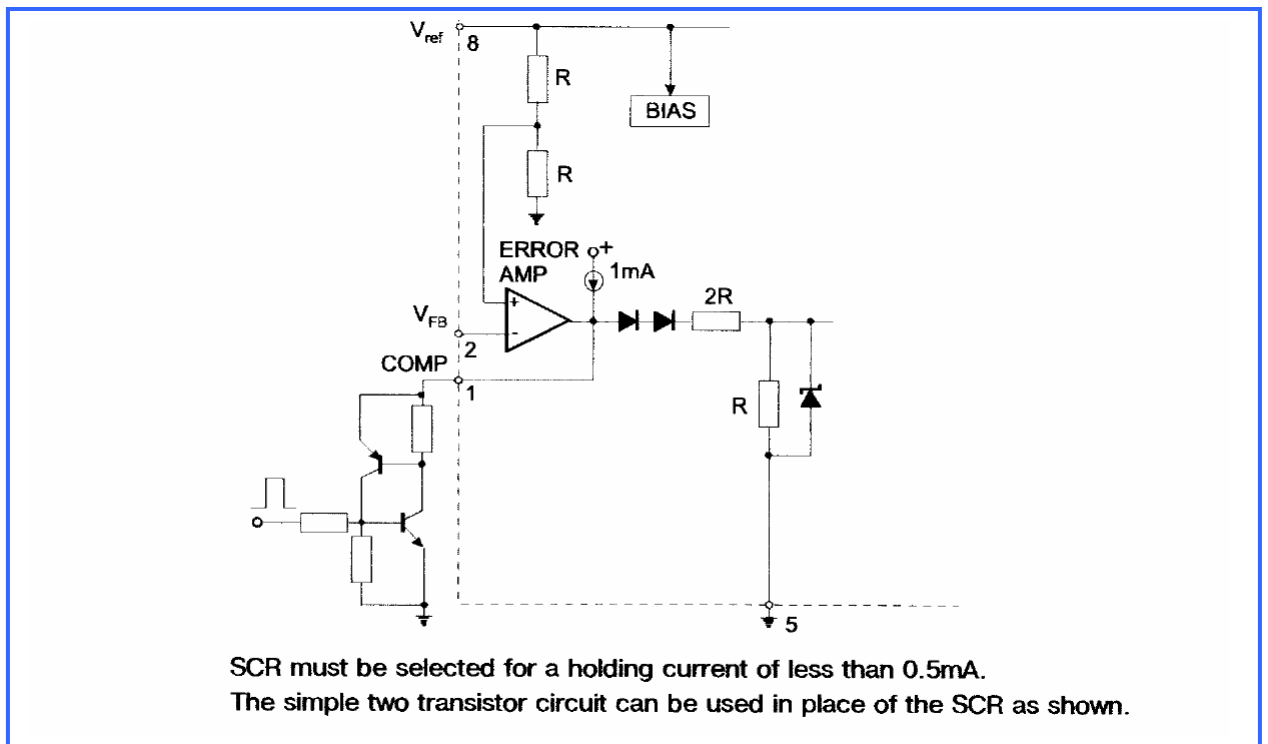 Vref
8
R
BIAS
R
ERROR +
AMP 1mA
2R
VFB
2
COMP
1
+
-
R
5
SCR must be selected for a holding current of less than 0.5mA.
The simple two transistor circuit can be used in place of the SCR as shown.